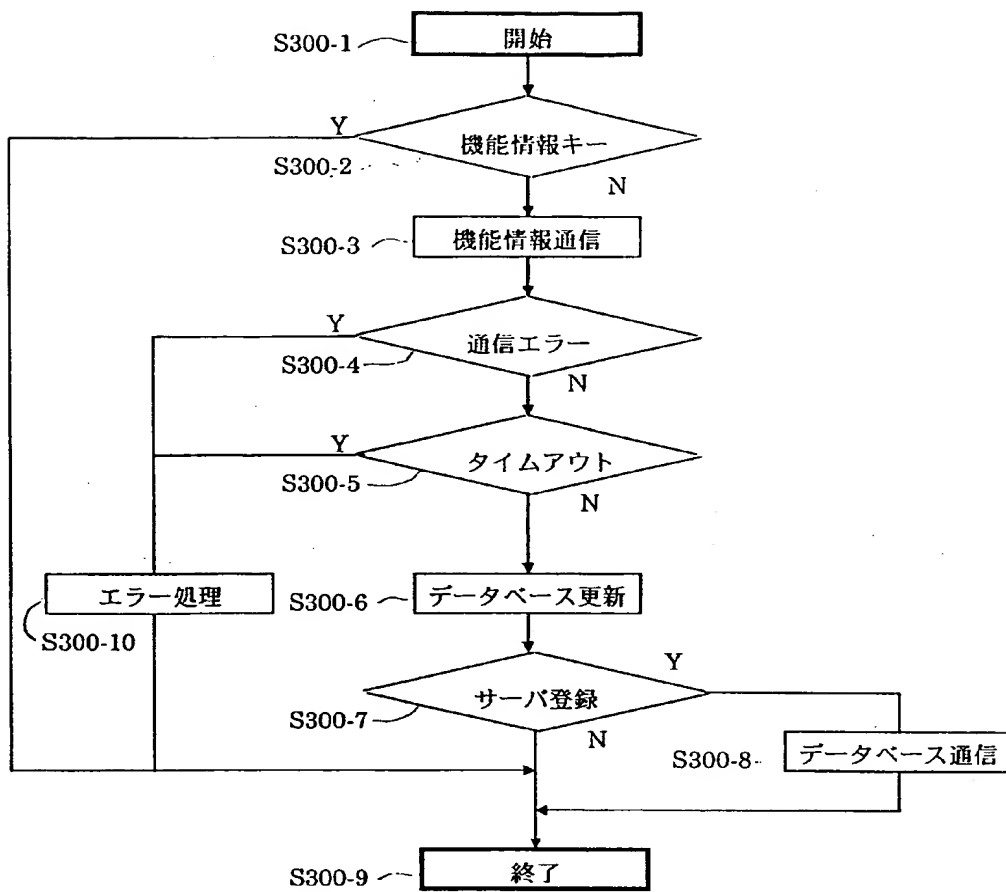 S300-1
開始
Y
機能情報キー
S300-2
N
S300-3
機能情報通信
Y
通信エラー
S300-4
N
Y
タイムアウト
S300-5
N
エラー処理
S300-6
データベース更新
S300-10
Y
サーバ登録
S300-7
N
S300-8
データベース通信
S300-9
終了